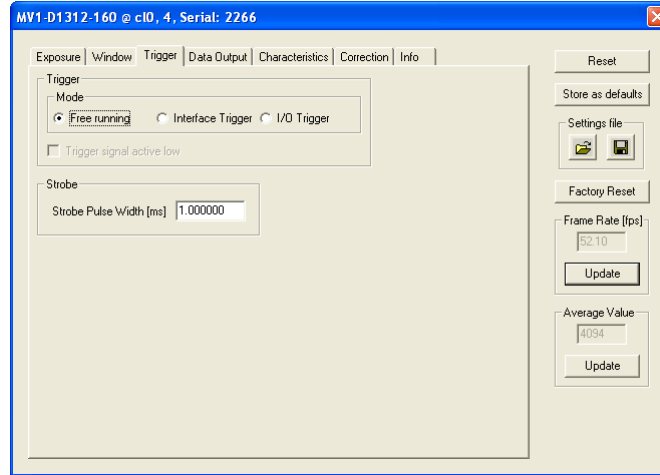 MV1-D1312-160 @ cl0, 4, Serial: 2266
Exposure Window Trigger Data Output Characteristics Correction Info
Trigger
Mode
Free running Interface Trigger I/O Trigger
Trigger signal active low
Strobe
Strobe Pulse Width [ms] 1.000000
Reset
Store as defaults
Settings file
Factory Reset
Frame Rate [fps]
52.10
Update
Average Value
4094
Update